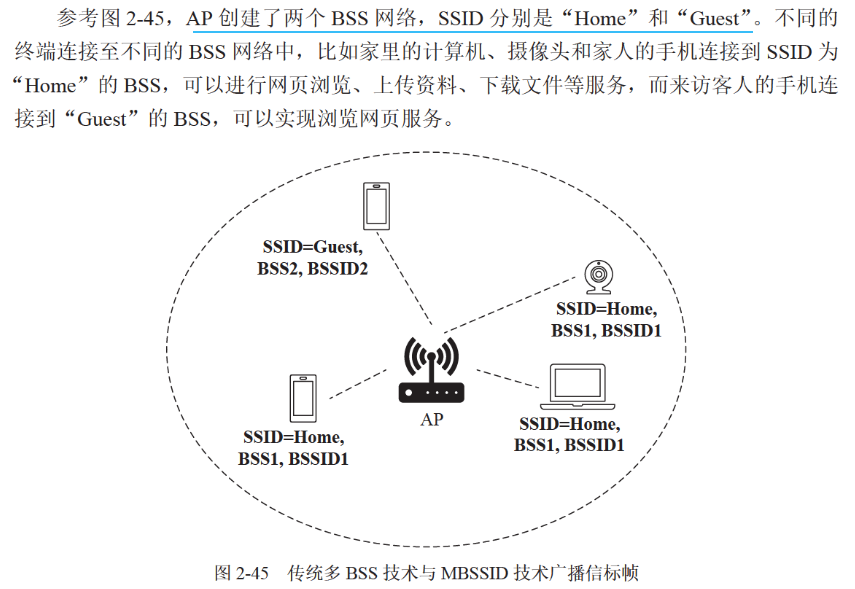 参考图 2-45，AP 创建了两个 BSS 网络，SSID 分别是“Home”和“Guest”。不同的
终端连接至不同的 BSS 网络中，比如家里的计算机、摄像头和家人的手机连接到 SSID 为
“Home”的 BSS，可以进行网页浏览、上传资料、下载文件等服务，而来访客人的手机连
接到“Guest”的 BSS，可以实现浏览网页服务。
SSID=Guest,
BSS2, BSSID2
SSID=Home,
BSS1, BSSID1
AP
SSID=Home,
BSS1, BSSID1
SSID=Home,
BSS1, BSSID1
图 2-45 传统多 BSS 技术与 MBSSID 技术广播信标帧